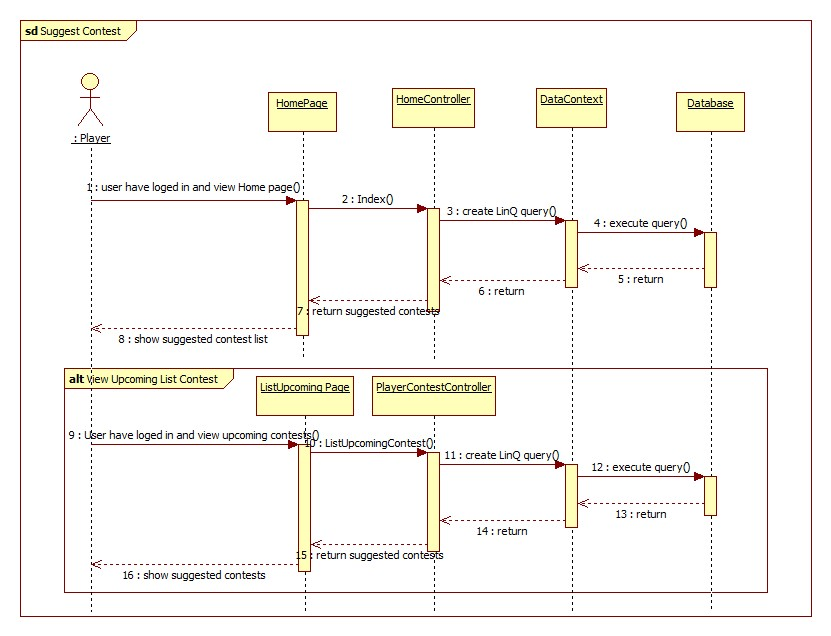 sd Suggest Contest
: Player
HomePage
HomeController
DataContext
Database
1 : user have loged in and view Home page()
2 : Index()
3 : create LinQ query()
4 : execute query()
5 : return
6 : return
7 : return suggested contests
8 : show suggested contest list
alt View Upcoming List Contest
ListUpcoming Page
PlayerContestController
9 : User have loged in and view upcoming contests()
10 : ListUpcomingContest()
11 : create LinQ query()
12 : execute query()
13 : return
14 : return
15 : return suggested contests
16 : show suggested contests